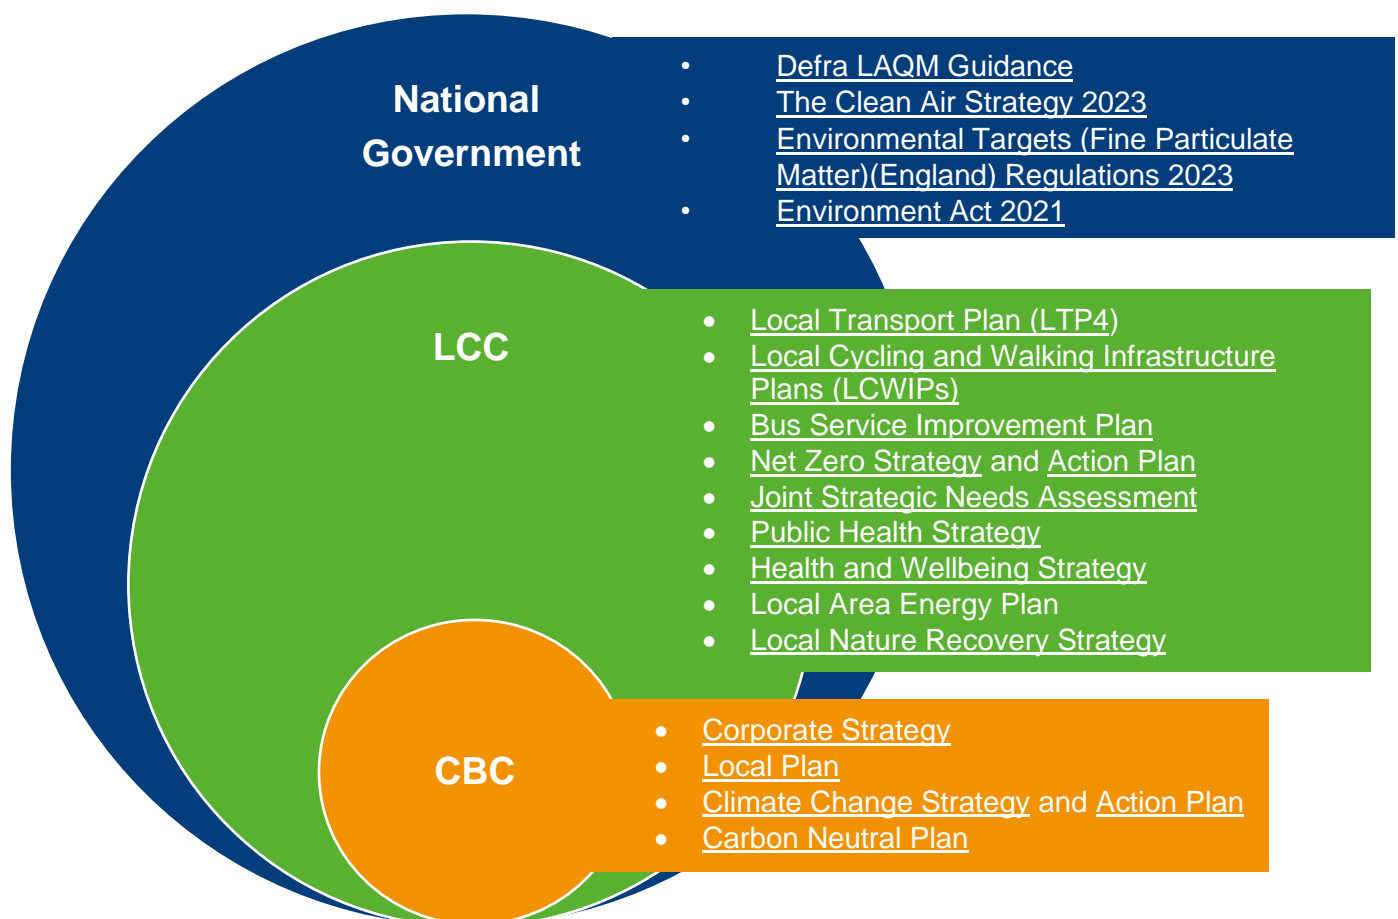 National
Government
• Defra LAQM Guidance
• The Clean Air Strategy 2023
• Environmental Targets (Fine Particulate
Matter)(England) Regulations 2023
• Environment Act 2021
LCC
• Local Transport Plan (LTP4)
• Local Cycling and Walking Infrastructure
Plans (LCWIPs)
• Bus Service Improvement Plan
• Net Zero Strategy and Action Plan
• Joint Strategic Needs Assessment
• Public Health Strategy
• Health and Wellbeing Strategy
• Local Area Energy Plan
• Local Nature Recovery Strategy
CBC
• Corporate Strategy
• Local Plan
• Climate Change Strategy and Action Plan
• Carbon Neutral Plan